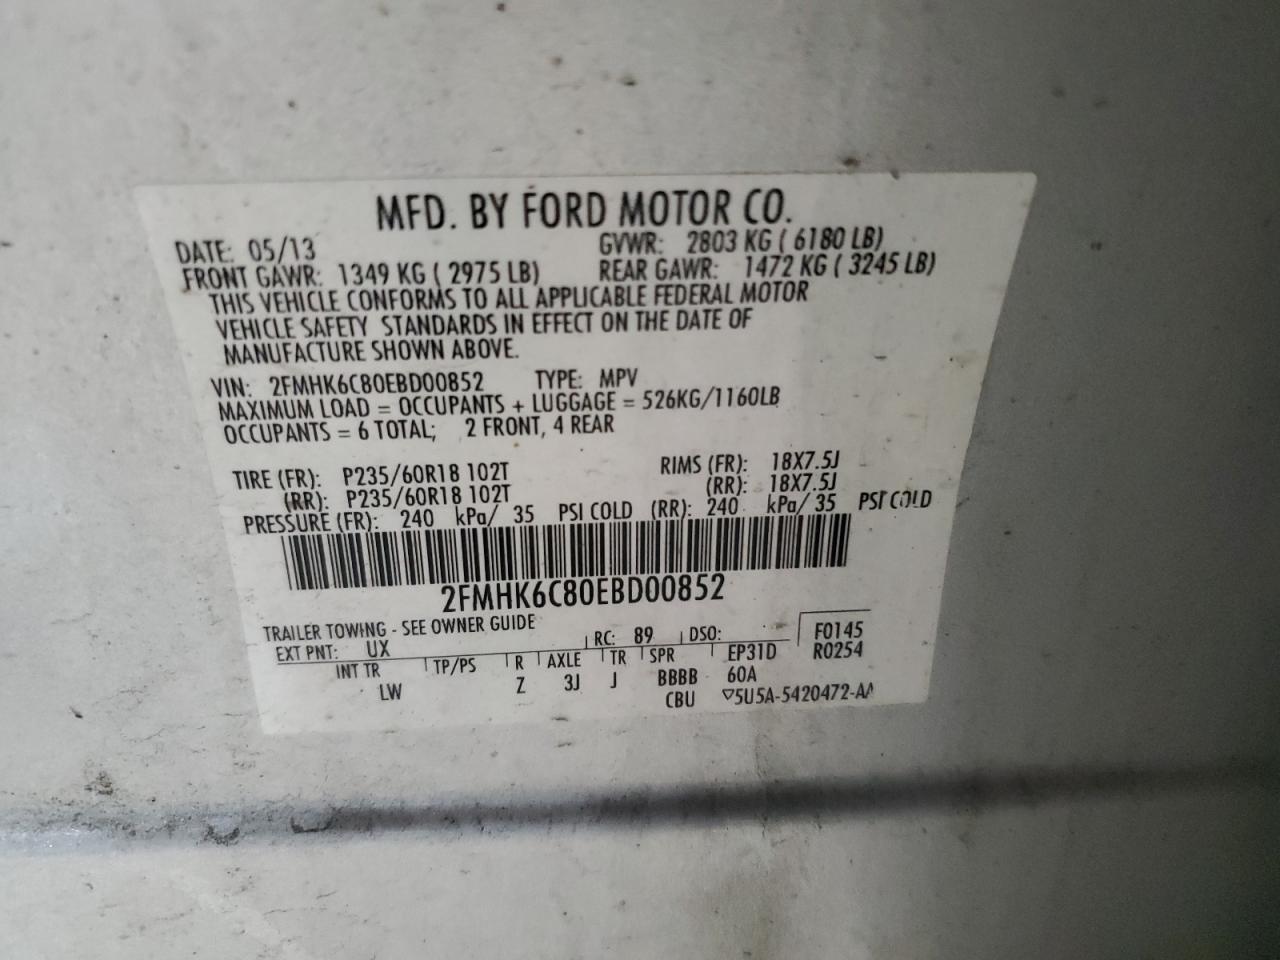 MFD. BY FORD MOTOR CO.
DATE: 05/13 GVWR: 2803 KG ( 6180 LB)
FRONT GAWR: 1349 KG ( 2975 LB) REAR GAWR: 1472 KG ( 3245 LB)
THIS VEHICLE CONFORMS TO ALL APPLICABLE FEDERAL MOTOR
VEHICLE SAFETY STANDARDS IN EFFECT ON THE DATE OF
MANUFACTURE SHOWN ABOVE.
VIN: 2FMHK6C80EBD00852 TYPE: MPV
MAXIMUM LOAD = OCCUPANTS + LUGGAGE = 526KG/1160LB
OCCUPANTS = 6 TOTAL; 2 FRONT, 4 REAR
TIRE (FR): P235/60R18 102T RIMS (FR): 18X7.5J
(RR): P235/60R18 102T (RR): 18X7.5J
PRESSURE (FR): 240 kPa/ 35 PSI COLD (RR): 240 kPa/ 35 PSI COLD
2FMHK6C80EBD00852
TRAILER TOWING - SEE OWNER GUIDE
EXT PNT: UX RC: 89 DSO: F0145
INT TR TP/PS R AXLE TR SPR EP31D R0254
LW Z 3J J BBBB 60A
CBU ▽5U5A-5420472-AA